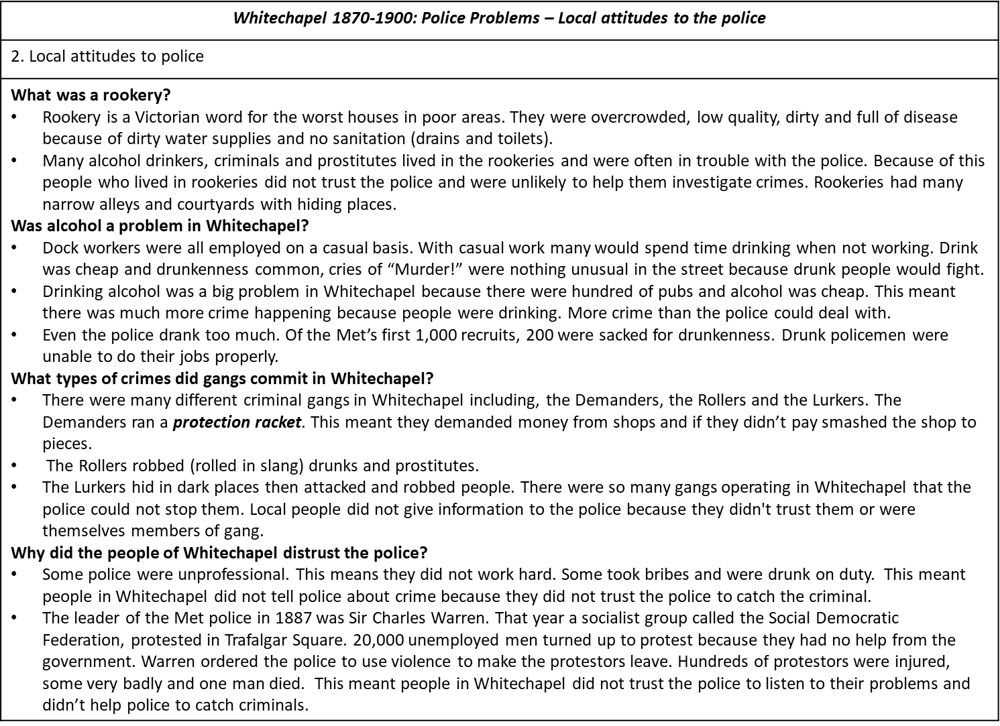 Whitechapel 1870-1900: Police Problems – Local attitudes to the police
2. Local attitudes to police
What was a rookery?
• Rookery is a Victorian word for the worst houses in poor areas. They were overcrowded, low quality, dirty and full of disease
because of dirty water supplies and no sanitation (drains and toilets).
• Many alcohol drinkers, criminals and prostitutes lived in the rookeries and were often in trouble with the police. Because of this
people who lived in rookeries did not trust the police and were unlikely to help them investigate crimes. Rookeries had many
narrow alleys and courtyards with hiding places.
Was alcohol a problem in Whitechapel?
• Dock workers were all employed on a casual basis. With casual work many would spend time drinking when not working. Drink
was cheap and drunkenness common, cries of “Murder!” were nothing unusual in the street because drunk people would fight.
• Drinking alcohol was a big problem in Whitechapel because there were hundred of pubs and alcohol was cheap. This meant
there was much more crime happening because people were drinking. More crime than the police could deal with.
• Even the police drank too much. Of the Met’s first 1,000 recruits, 200 were sacked for drunkenness. Drunk policemen were
unable to do their jobs properly.
What types of crimes did gangs commit in Whitechapel?
• There were many different criminal gangs in Whitechapel including, the Demanders, the Rollers and the Lurkers. The
Demanders ran a protection racket. This meant they demanded money from shops and if they didn’t pay smashed the shop to
pieces.
• The Rollers robbed (rolled in slang) drunks and prostitutes.
• The Lurkers hid in dark places then attacked and robbed people. There were so many gangs operating in Whitechapel that the
police could not stop them. Local people did not give information to the police because they didn't trust them or were
themselves members of gang.
Why did the people of Whitechapel distrust the police?
• Some police were unprofessional. This means they did not work hard. Some took bribes and were drunk on duty.  This meant
people in Whitechapel did not tell police about crime because they did not trust the police to catch the criminal.
• The leader of the Met police in 1887 was Sir Charles Warren. That year a socialist group called the Social Democratic
Federation, protested in Trafalgar Square. 20,000 unemployed men turned up to protest because they had no help from the
government. Warren ordered the police to use violence to make the protestors leave. Hundreds of protestors were injured,
some very badly and one man died.  This meant people in Whitechapel did not trust the police to listen to their problems and
didn’t help police to catch criminals.